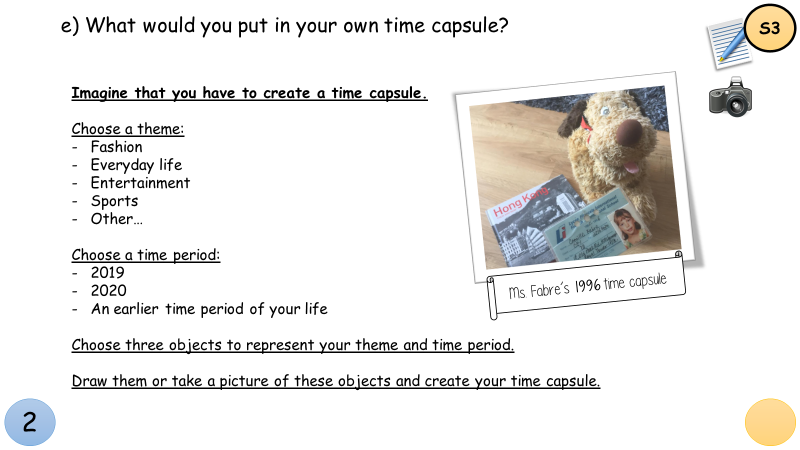 e) What would you put in your own time capsule?
S3
Imagine that you have to create a time capsule.
Choose a theme:
- Fashion
- Everyday life
- Entertainment
- Sports
- Other…
Choose a time period:
- 2019
- 2020
- An earlier time period of your life
Choose three objects to represent your theme and time period.
Draw them or take a picture of these objects and create your time capsule.
Hong Kong
Ms. Fabre's 1996 time capsule
2